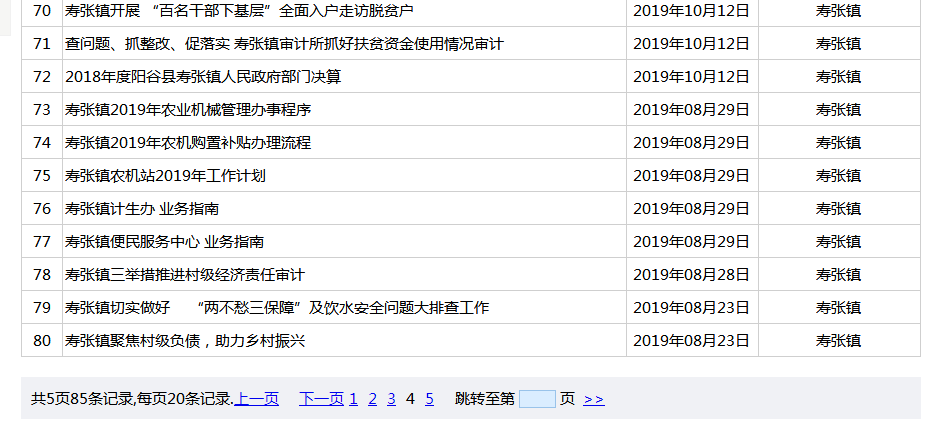 70 寿张镇开展 “百名干部下基层”全面入户走访脱贫户 2019年10月12日 寿张镇
71 查问题、抓整改、促落实 寿张镇审计所抓好扶贫资金使用情况审计 2019年10月12日 寿张镇
72 2018年度阳谷县寿张镇人民政府部门决算 2019年10月12日 寿张镇
73 寿张镇2019年农业机械管理办事程序 2019年08月29日 寿张镇
74 寿张镇2019年农机购置补贴办理流程 2019年08月29日 寿张镇
75 寿张镇农机站2019年工作计划 2019年08月29日 寿张镇
76 寿张镇计生办 业务指南 2019年08月29日 寿张镇
77 寿张镇便民服务中心 业务指南 2019年08月29日 寿张镇
78 寿张镇三举措推进村级经济责任审计 2019年08月28日 寿张镇
79 寿张镇切实做好 “两不愁三保障”及饮水安全问题大排查工作 2019年08月23日 寿张镇
80 寿张镇聚焦村级负债，助力乡村振兴 2019年08月23日 寿张镇
共5页85条记录,每页20条记录.上一页 下一页 1 2 3 4 5 跳转至第 页 >>